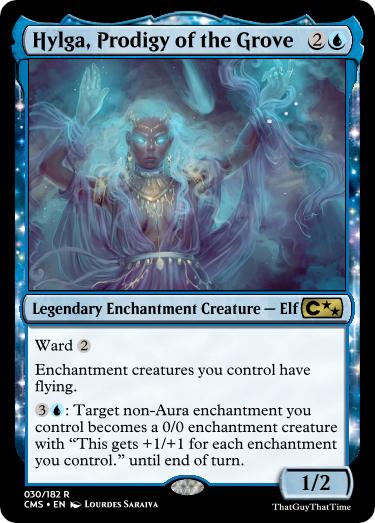 Hylga, Prodigy of the Grove 2
Legendary Enchantment Creature — Elf C
Ward 2
Enchantment creatures you control have
flying.
3: Target non-Aura enchantment you
control becomes a 0/0 enchantment creature
with “This gets +1/+1 for each enchantment
you control.” until end of turn.
1/2
030/182 R
CMS • EN Lourdes Saraiva
ThatGuyThatTime